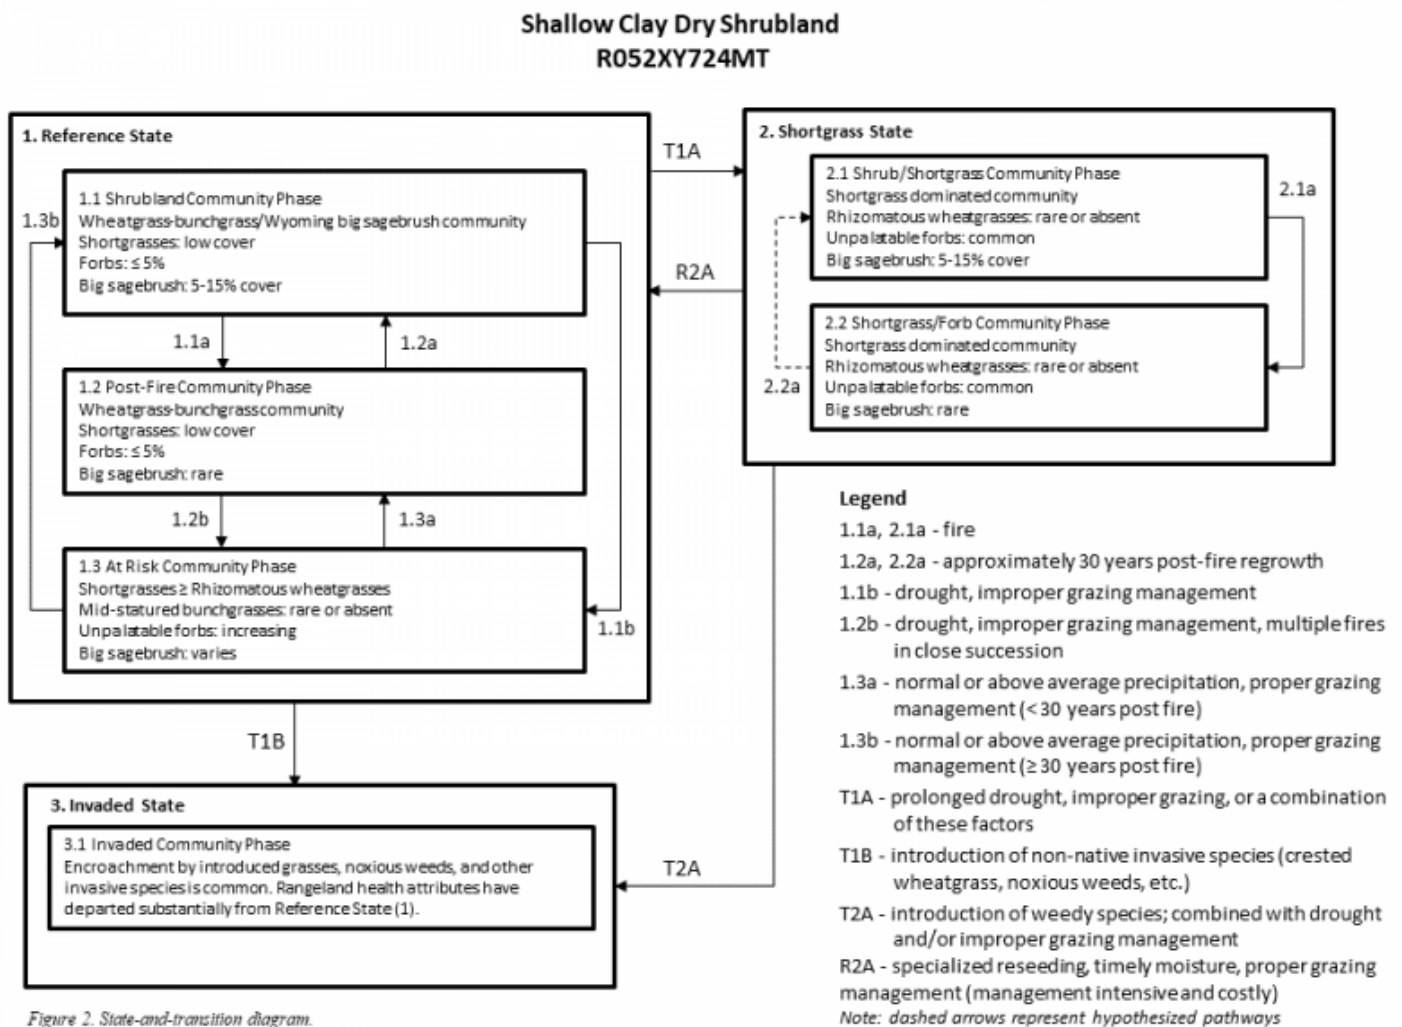 Shallow Clay Dry Shrubland
R052XY724MT
1. Reference State
1.1 Shrubland Community Phase
Wheatgrass-bunchgrass/Wyoming big sagebrush community
Shortgrasses: low cover
Forbs: ≤ 5%
Big sagebrush: 5-15% cover
1.3b
1.1a
1.2a
1.2 Post-Fire Community Phase
Wheatgrass-bunchgrass community
Shortgrasses: low cover
Forbs: ≤ 5%
Big sagebrush: rare
1.2b
1.3a
1.3 At Risk Community Phase
Shortgrasses ≥ Rhizomatous wheatgrasses
Mid-statured bunchgrasses: rare or absent
Unpalatable forbs: increasing
Big sagebrush: varies
1.1b
T1A
R2A
2. Shortgrass State
2.1 Shrub/Shortgrass Community Phase
Shortgrass dominated community
Rhizomatous wheatgrasses: rare or absent
Unpalatable forbs: common
Big sagebrush: 5-15% cover
2.1a
2.2 Shortgrass/Forb Community Phase
Shortgrass dominated community
Rhizomatous wheatgrasses: rare or absent
Unpalatable forbs: common
Big sagebrush: rare
2.2a
T1B
3. Invaded State
3.1 Invaded Community Phase
Encroachment by introduced grasses, noxious weeds, and other
invasive species is common. Rangeland health attributes have
departed substantially from Reference State (1).
T2A
Legend
1.1a, 2.1a - fire
1.2a, 2.2a - approximately 30 years post-fire regrowth
1.1b - drought, improper grazing management
1.2b - drought, improper grazing management, multiple fires
in close succession
1.3a - normal or above average precipitation, proper grazing
management (< 30 years post fire)
1.3b - normal or above average precipitation, proper grazing
management (≥ 30 years post fire)
T1A - prolonged drought, improper grazing, or a combination
of these factors
T1B - introduction of non-native invasive species (crested
wheatgrass, noxious weeds, etc.)
T2A - introduction of weedy species; combined with drought
and/or improper grazing management
R2A - specialized reseeding, timely moisture, proper grazing
management (management intensive and costly)
Note: dashed arrows represent hypothesized pathways
Figure 2. State-and-transition diagram.